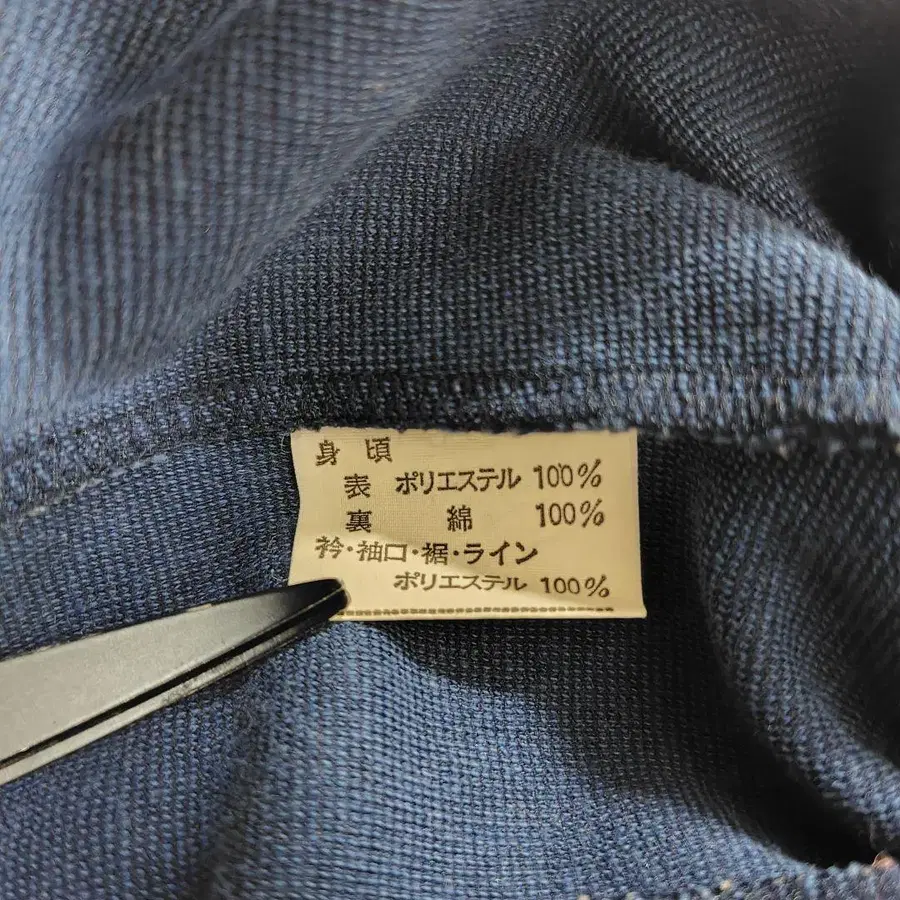 身頃
表 ポリエステル 100%
裏 綿 100%
衿・袖口・裾・ライン
ポリエステル 100%